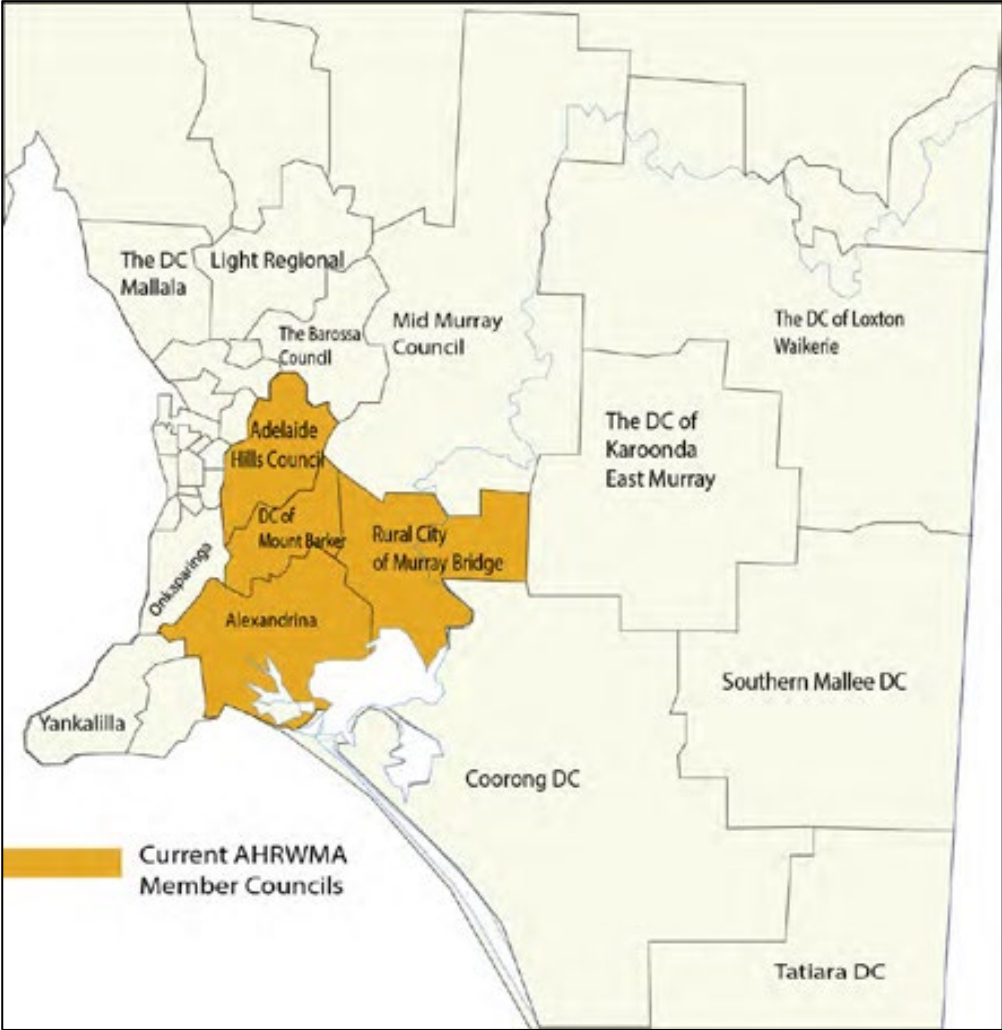 The DC
Mallala
Light Regional
The Barossa
Council
Mid Murray
Council
The DC of Loxton
Waikerie
The DC of
Karoonda
East Murray
Adelaide
Hills Council
DC of
Mount Barker
Rural City
of Murray Bridge
Onkaparinga
Alexandrina
Yankalilla
Southern Mallee DC
Coorong DC
Current AHRWMA
Member Councils
Tatiara DC